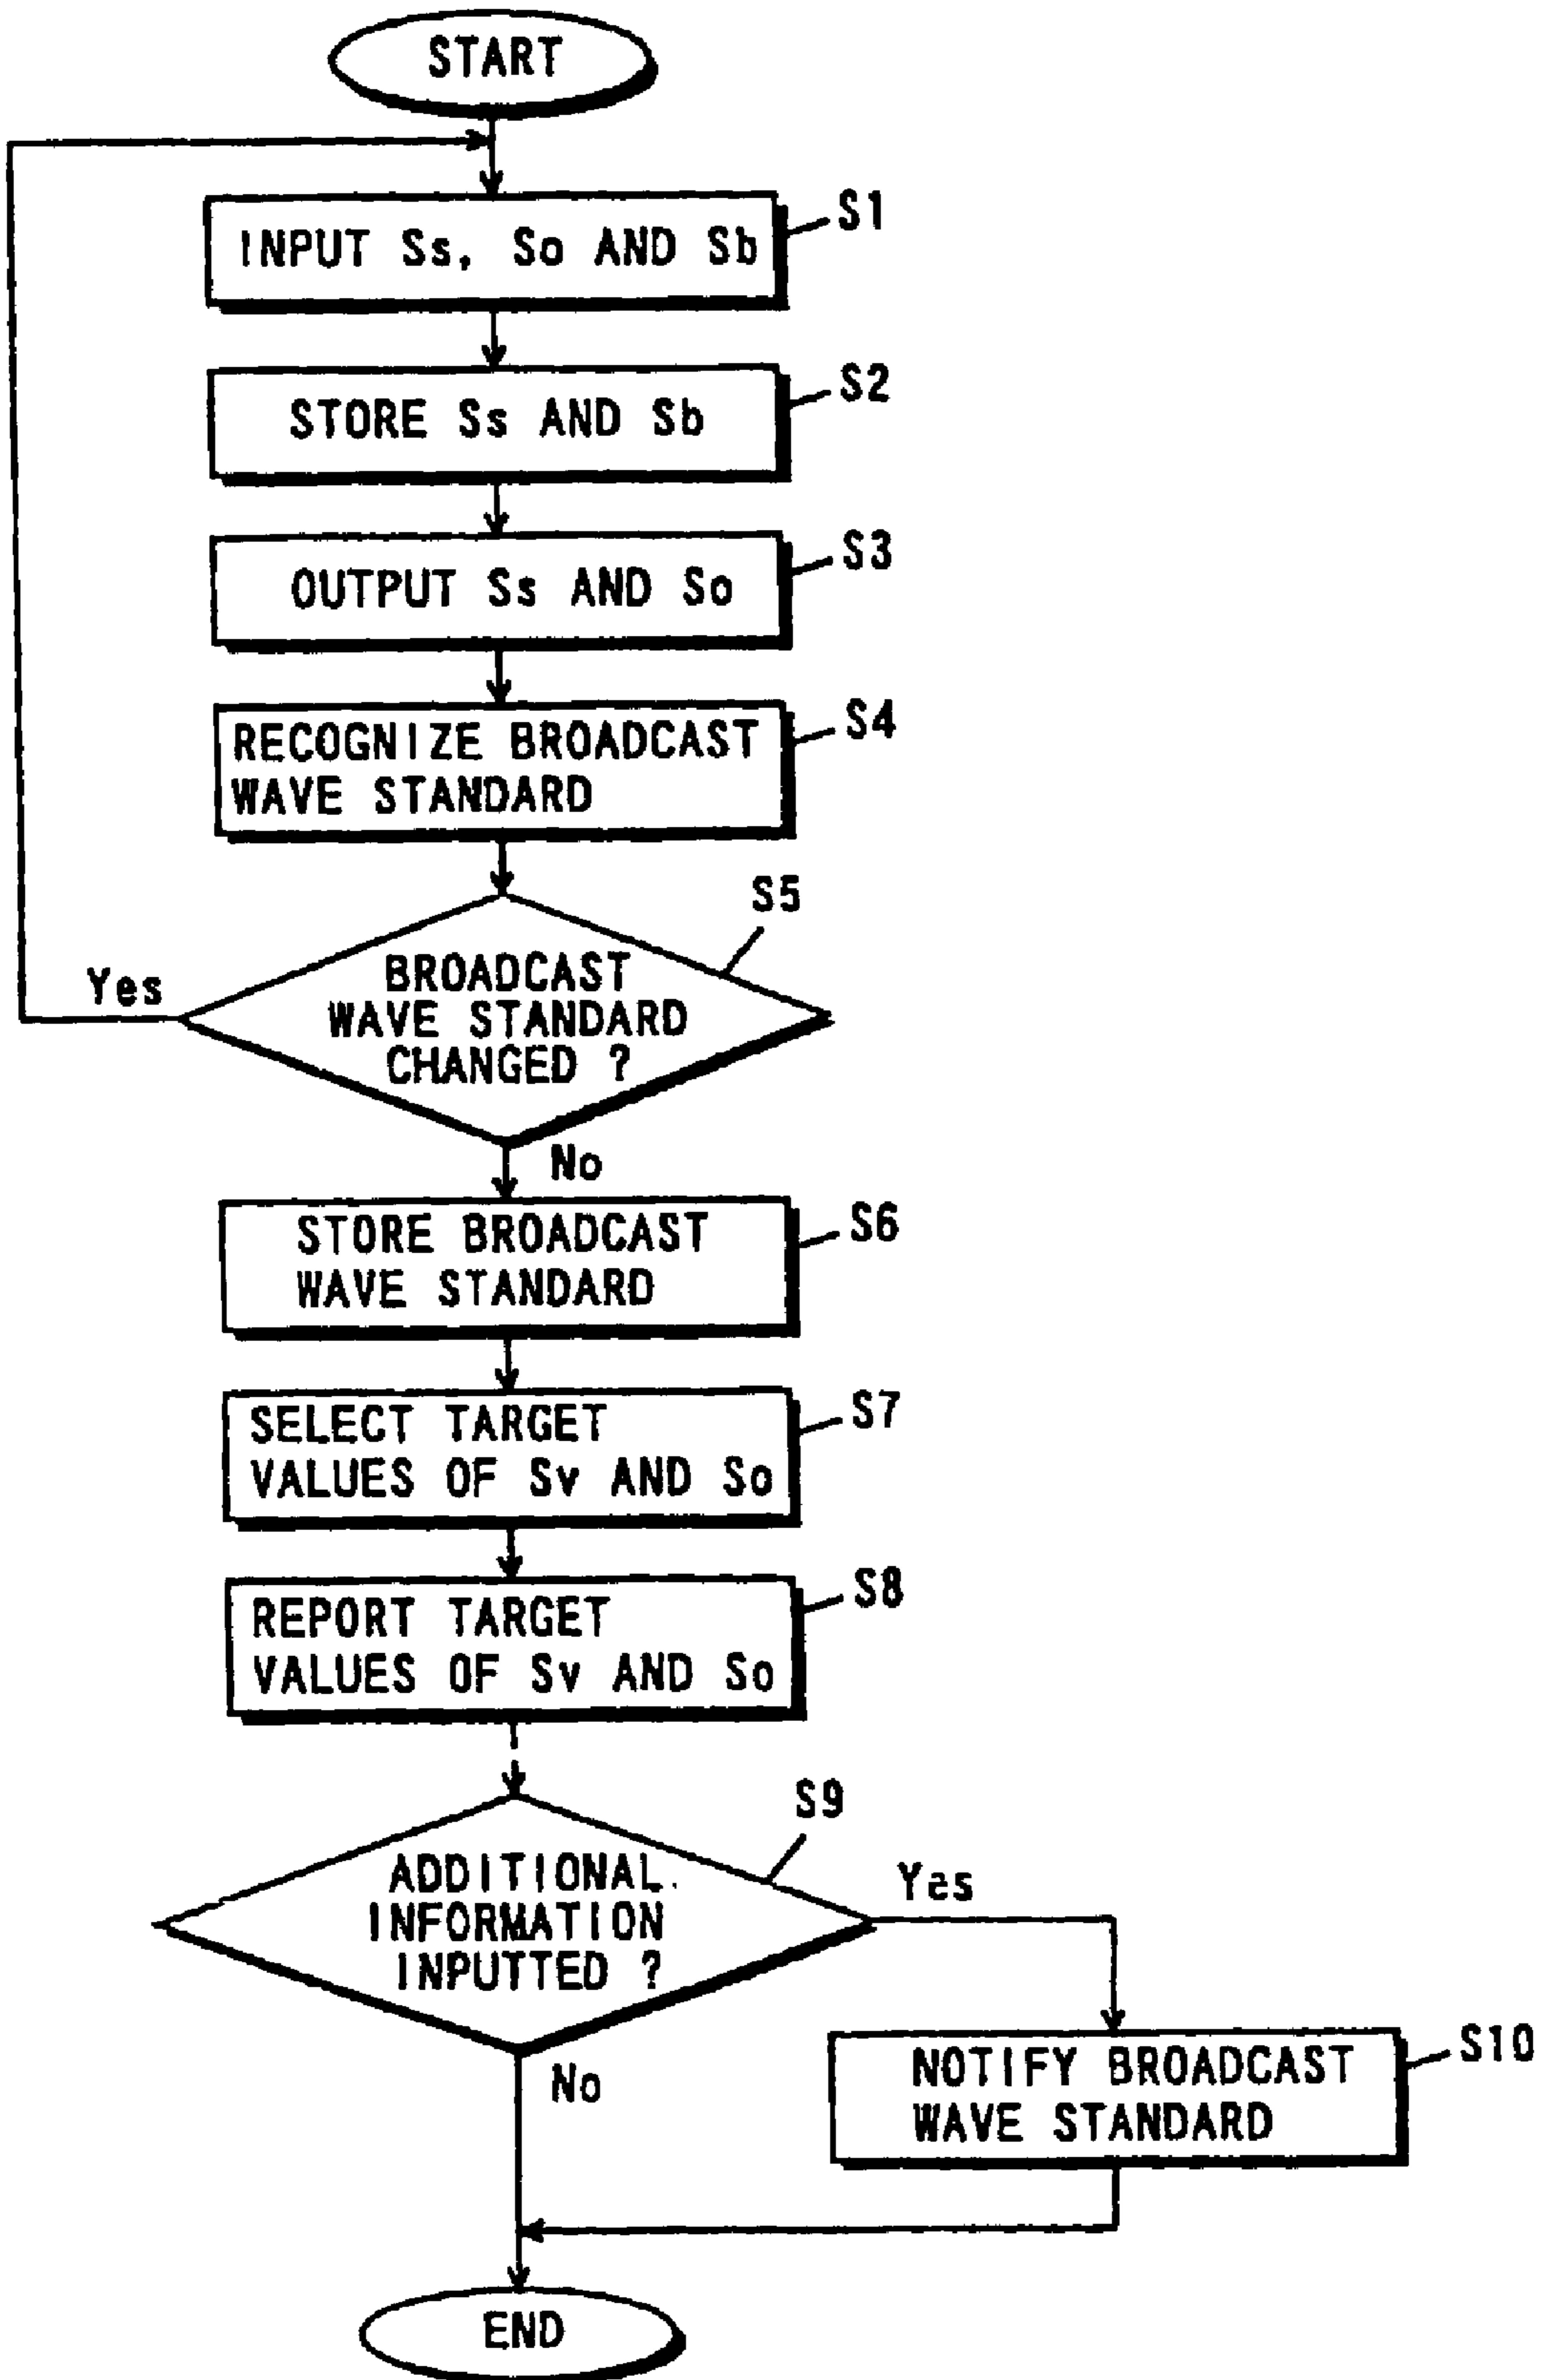 START
INPUT Ss, So AND Sb
S1
STORE Ss AND Sb
S2
OUTPUT Ss AND So
S3
RECOGNIZE BROADCAST
WAVE STANDARD
S4
S5
BROADCAST
WAVE STANDARD
CHANGED ?
Yes
No
STORE BROADCAST
WAVE STANDARD
S6
SELECT TARGET
VALUES OF Sv AND So
S7
REPORT TARGET
VALUES OF Sv AND So
S8
S9
ADDITIONAL
INFORMATION
INPUTTED ?
Yes
No
NOTIFY BROADCAST
WAVE STANDARD
S10
END